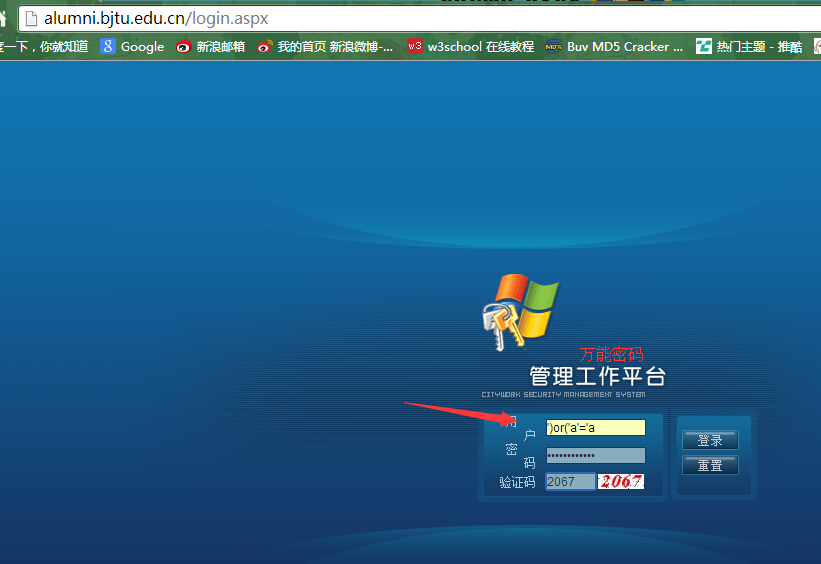 alumni.bjtu.edu.cn/login.aspx
度一下，你就知道 Google 新浪邮箱 我的首页 新浪微博-... w3 w3school 在线教程 MD5 Buv MD5 Cracker ... 热门主题 - 推酷
万能密码
管理工作平台
CITYWORK SECURITY MANAGEMENT SYSTEM
用户 ')or('a'='a
登录
密码 ••••••••••••
重置
验证码 2067 2067